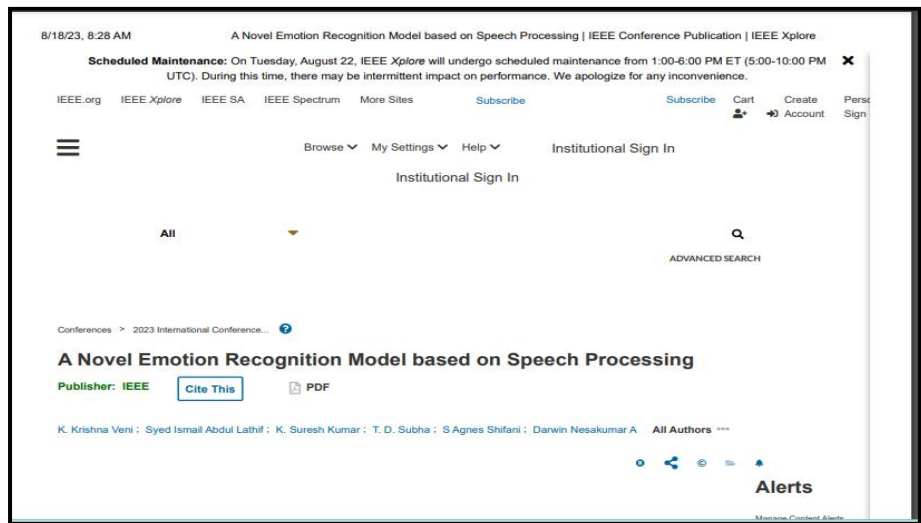 8/18/23, 8:28 AM A Novel Emotion Recognition Model based on Speech Processing | IEEE Conference Publication | IEEE Xplore
Scheduled Maintenance: On Tuesday, August 22, IEEE Xplore will undergo scheduled maintenance from 1:00-6:00 PM ET (5:00-10:00 PM
UTC). During this time, there may be intermittent impact on performance. We apologize for any inconvenience.
IEEE.org IEEE Xplore IEEE SA IEEE Spectrum More Sites Subscribe Subscribe Cart Create Perso
Account Sign
Browse My Settings Help Institutional Sign In
Institutional Sign In
All
ADVANCED SEARCH
Conferences > 2023 International Conference... ?
A Novel Emotion Recognition Model based on Speech Processing
Publisher: IEEE Cite This PDF
K. Krishna Veni ; Syed Ismail Abdul Lathif ; K. Suresh Kumar ; T. D. Subha ; S Agnes Shifani ; Darwin Nesakumar A All Authors
©
Alerts
Manage Content Alerts